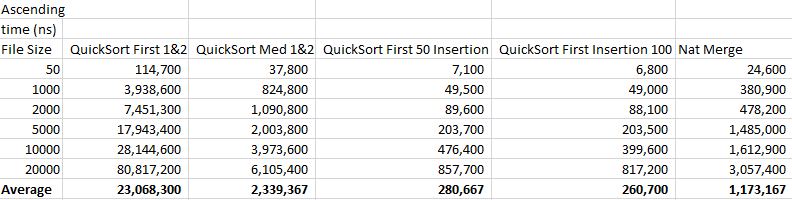 Ascending
time (ns)
File Size QuickSort First 1&2 QuickSort Med 1&2 QuickSort First 50 Insertion QuickSort First Insertion 100 Nat Merge
50 114,700 37,800 7,100 6,800 24,600
1000 3,938,600 824,800 49,500 49,000 380,900
2000 7,451,300 1,090,800 89,600 88,100 478,200
5000 17,943,400 2,003,800 203,700 203,500 1,485,000
10000 28,144,600 3,973,600 476,400 399,600 1,612,900
20000 80,817,200 6,105,400 857,700 817,200 3,057,400
Average 23,068,300 2,339,367 280,667 260,700 1,173,167